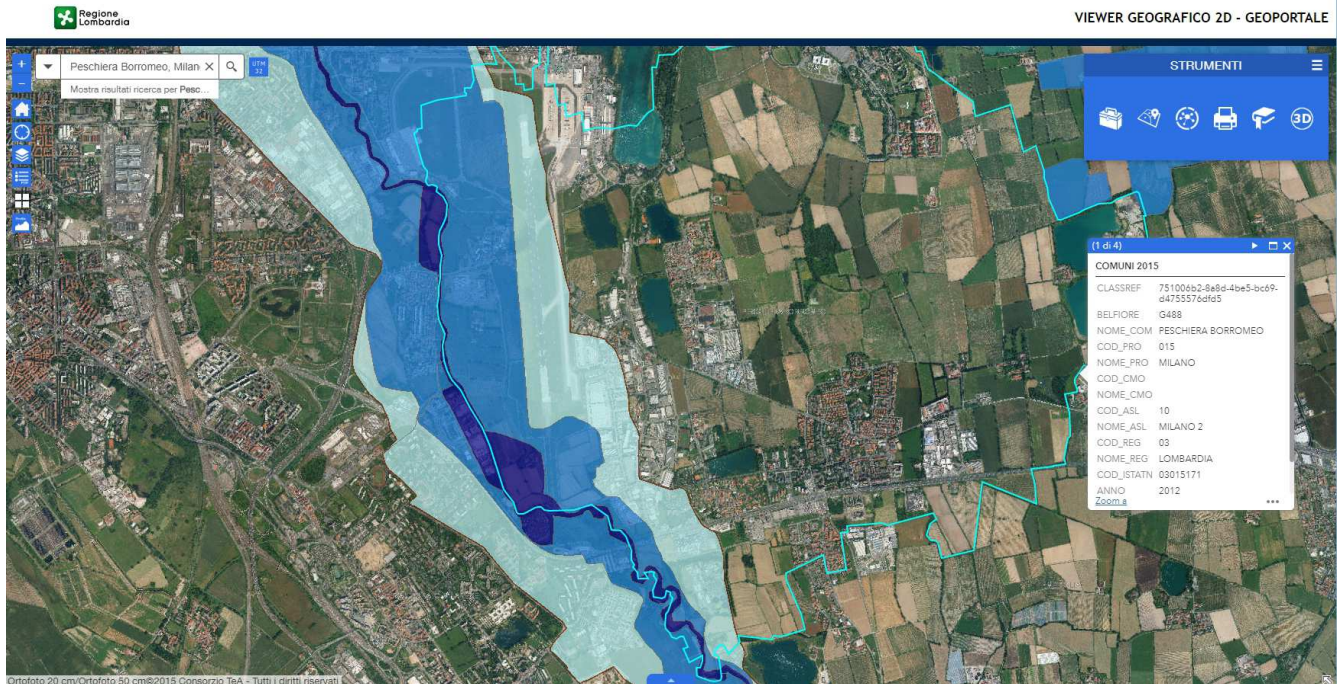 Regione
Lombardia
VIEWER GEOGRAFICO 2D - GEOPORTALE
+
−
Peschiera Borromeo, Milan
UTM
32
Mostra risultati ricerca per Pesc...
STRUMENTI
3D
(1 di 4)
COMUNI 2015
CLASSREF 751006b2-8a8d-4be5-bc69-
d4755576dfd5
BELFIORE G488
NOME_COM PESCHIERA BORROMEO
COD_PRO 015
NOME_PRO MILANO
COD_CMO
NOME_CMO
COD_ASL 10
NOME_ASL MILANO 2
COD_REG 03
NOME_REG LOMBARDIA
COD_ISTATN 03015171
ANNO 2012
Zoom a
Ortofoto 20 cm/Ortofoto 50 cm©2015 Consorzio TeA - Tutti i diritti riservati